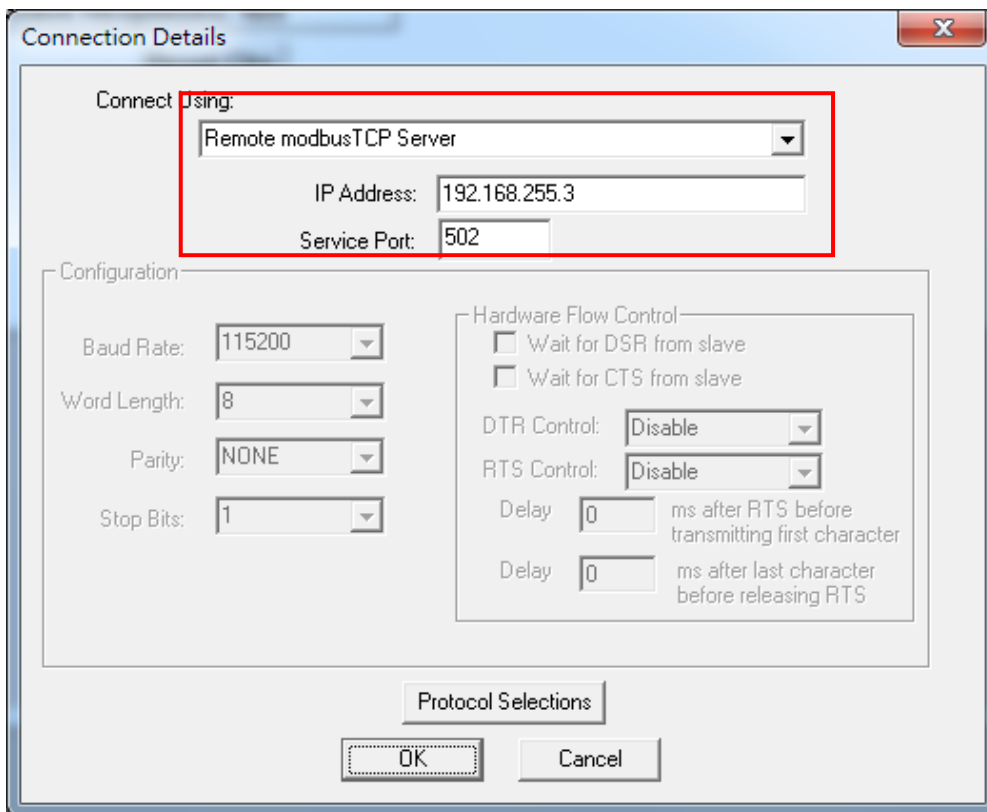 Connection Details
Connect Using:
Remote modbusTCP Server
IP Address: 192.168.255.3
Service Port: 502
Configuration
Baud Rate: 115200
Word Length: 8
Parity: NONE
Stop Bits: 1
Hardware Flow Control
Wait for DSR from slave
Wait for CTS from slave
DTR Control: Disable
RTS Control: Disable
Delay 0 ms after RTS before
transmitting first character
Delay 0 ms after last character
before releasing RTS
Protocol Selections
OK Cancel